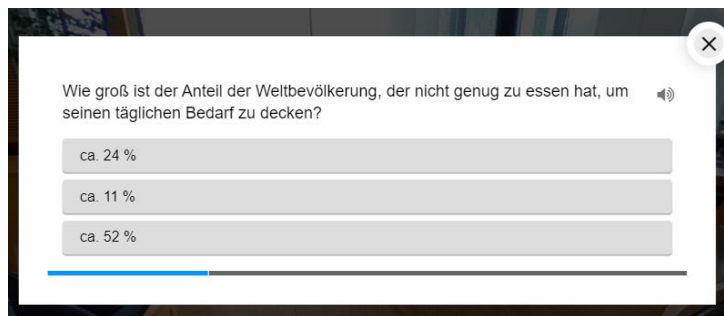 Wie groß ist der Anteil der Weltbevölkerung, der nicht genug zu essen hat, um
seinen täglichen Bedarf zu decken?
ca. 24 %
ca. 11 %
ca. 52 %